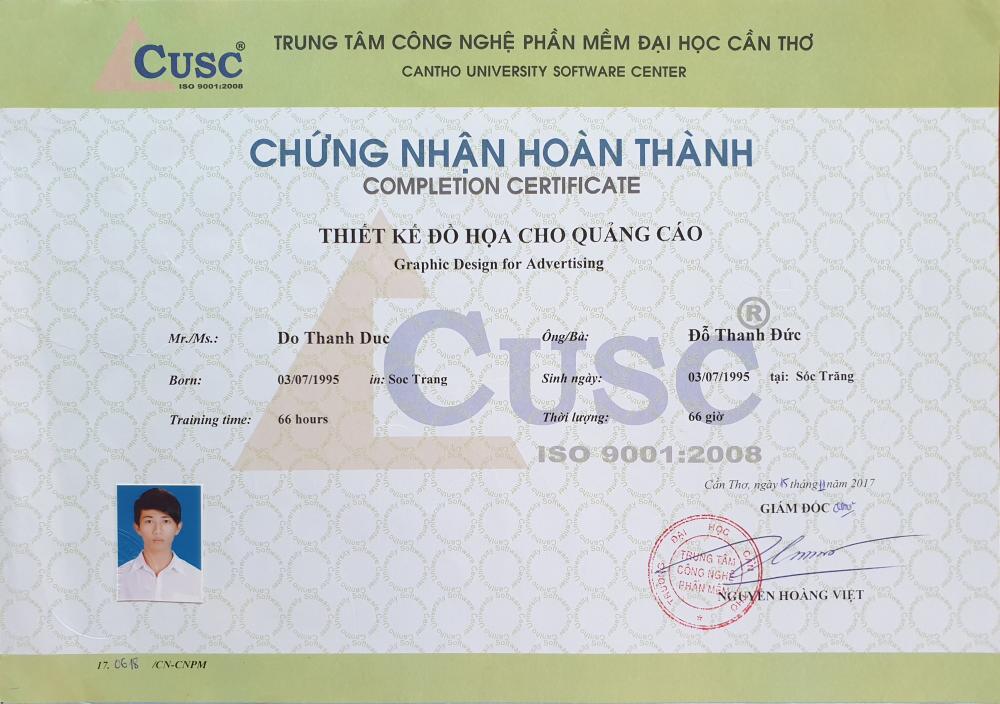 CUSC®
ISO 9001:2008
TRUNG TÂM CÔNG NGHỆ PHẦN MỀM ĐẠI HỌC CẦN THƠ
CANTHO UNIVERSITY SOFTWARE CENTER
CHỨNG NHẬN HOÀN THÀNH
COMPLETION CERTIFICATE
THIẾT KẾ ĐỒ HỌA CHO QUẢNG CÁO
Graphic Design for Advertising
CUSC®
ISO 9001:2008
Mr./Ms.: Do Thanh Duc Ông/Bà: Đỗ Thanh Đức
Born: 03/07/1995 in: Soc Trang Sinh ngày: 03/07/1995 tại: Sóc Trăng
Training time: 66 hours Thời lượng: 66 giờ
Cần Thơ, ngày 15 tháng 11 năm 2017
GIÁM ĐỐC
TRƯỜNG ĐẠI HỌC CẦN THƠ
TRUNG TÂM
CÔNG NGHỆ
PHẦN MỀM
NGUYỄN HOÀNG VIỆT
17. 0618 /CN-CNPM